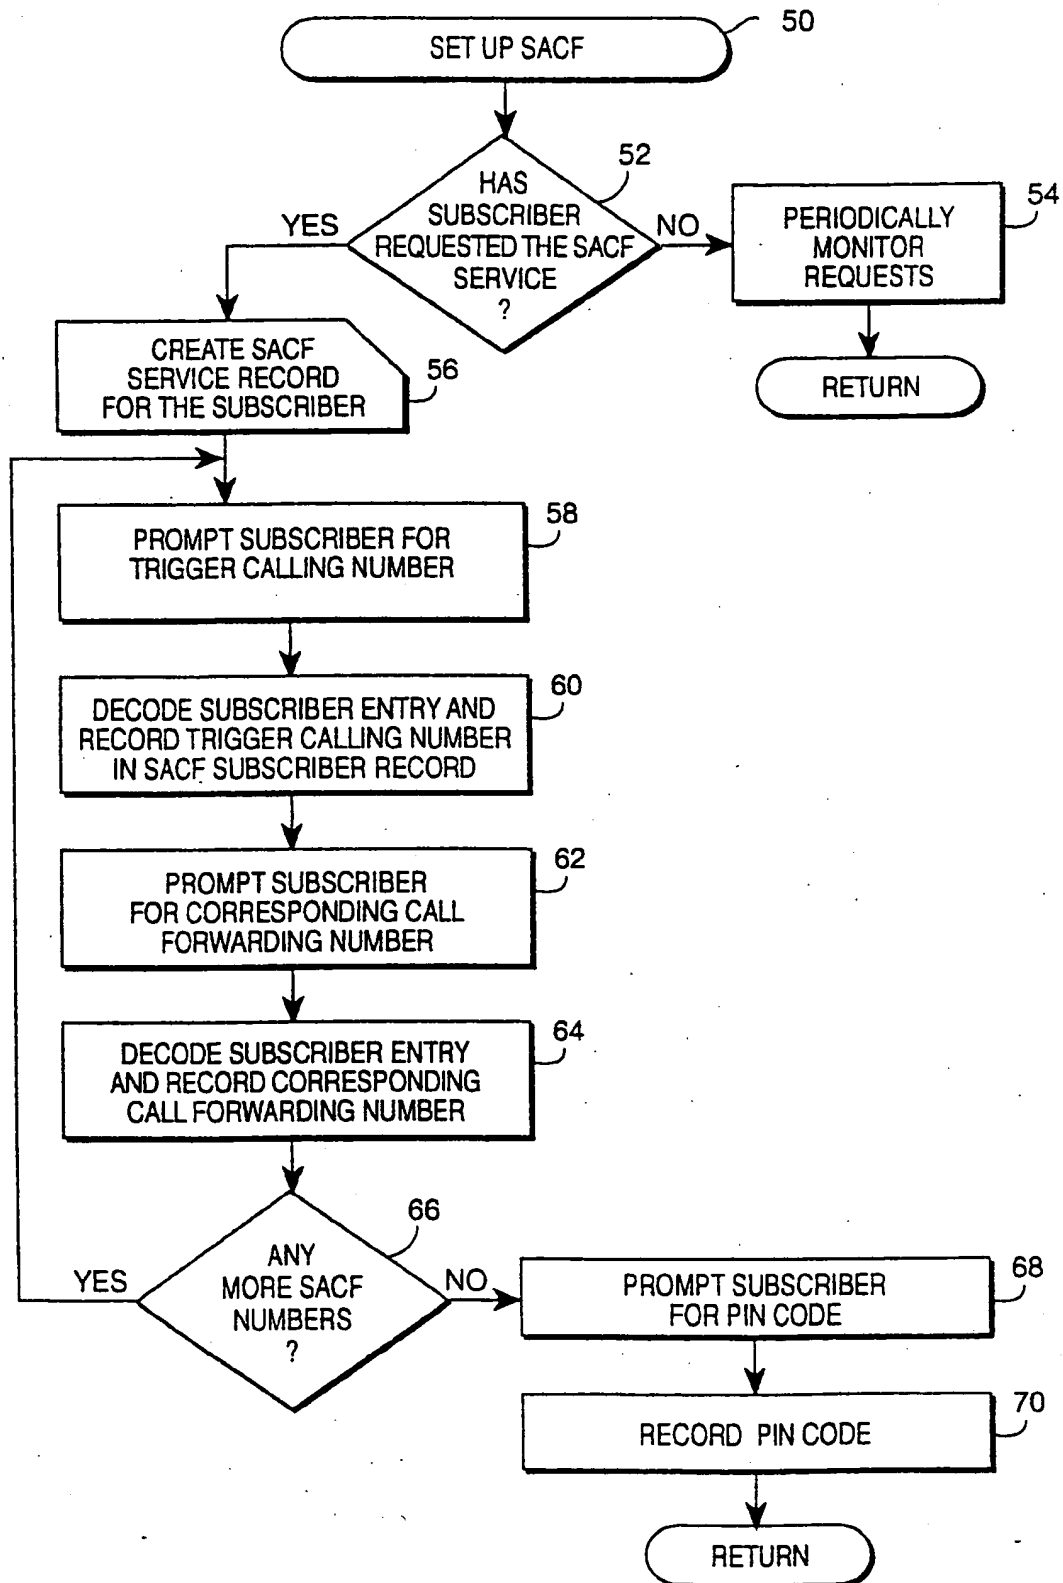 SET UP SACF
50
HAS
SUBSCRIBER
REQUESTED THE SACF
SERVICE
?
52
YES
NO
PERIODICALLY
MONITOR
REQUESTS
54
RETURN
CREATE SACF
SERVICE RECORD
FOR THE SUBSCRIBER
56
PROMPT SUBSCRIBER FOR
TRIGGER CALLING NUMBER
58
DECODE SUBSCRIBER ENTRY AND
RECORD TRIGGER CALLING NUMBER
IN SACF SUBSCRIBER RECORD
60
PROMPT SUBSCRIBER
FOR CORRESPONDING CALL
FORWARDING NUMBER
62
DECODE SUBSCRIBER ENTRY
AND RECORD CORRESPONDING
CALL FORWARDING NUMBER
64
ANY
MORE SACF
NUMBERS
?
66
YES
NO
PROMPT SUBSCRIBER
FOR PIN CODE
68
RECORD PIN CODE
70
RETURN